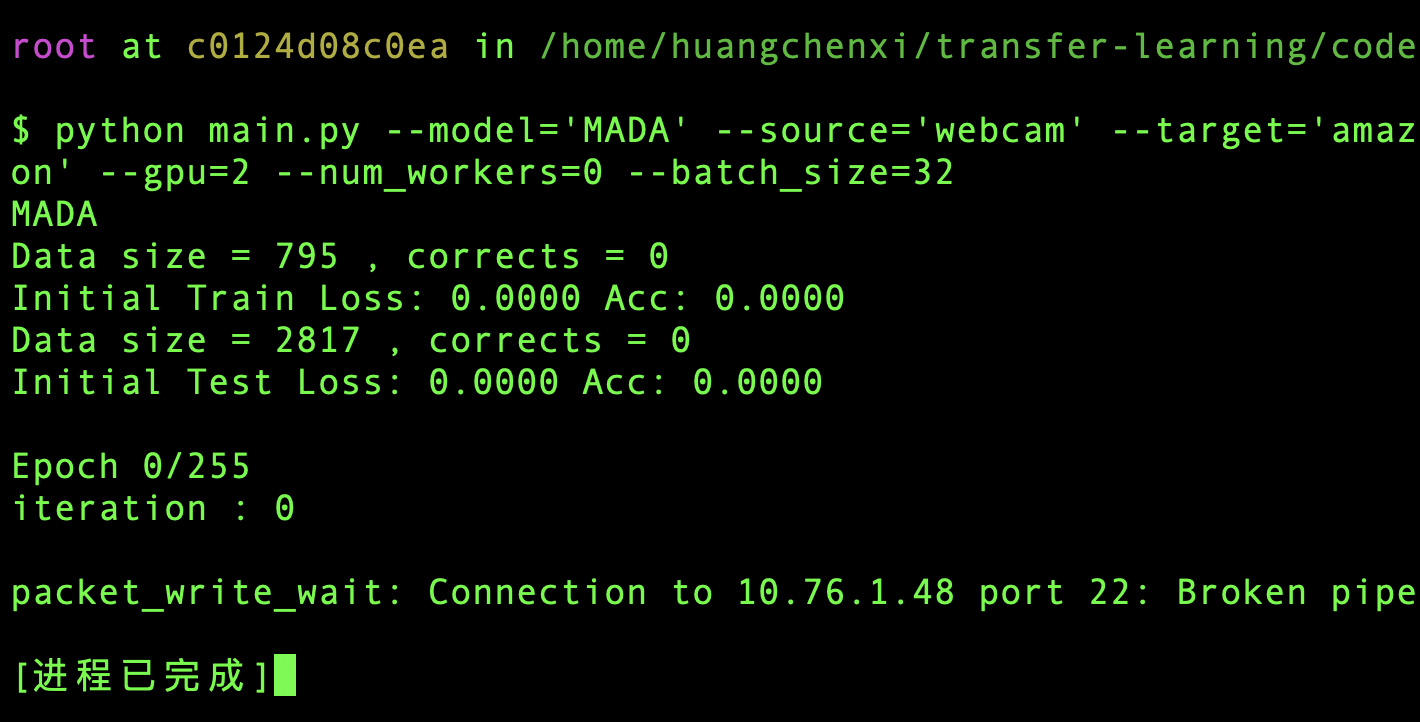 root at c0124d08c0ea in /home/huangchenxi/transfer-learning/code
$ python main.py --model='MADA' --source='webcam' --target='amaz
on' --gpu=2 --num_workers=0 --batch_size=32
MADA
Data size = 795 , corrects = 0
Initial Train Loss: 0.0000 Acc: 0.0000
Data size = 2817 , corrects = 0
Initial Test Loss: 0.0000 Acc: 0.0000
Epoch 0/255
iteration : 0
packet_write_wait: Connection to 10.76.1.48 port 22: Broken pipe
[进程已完成]